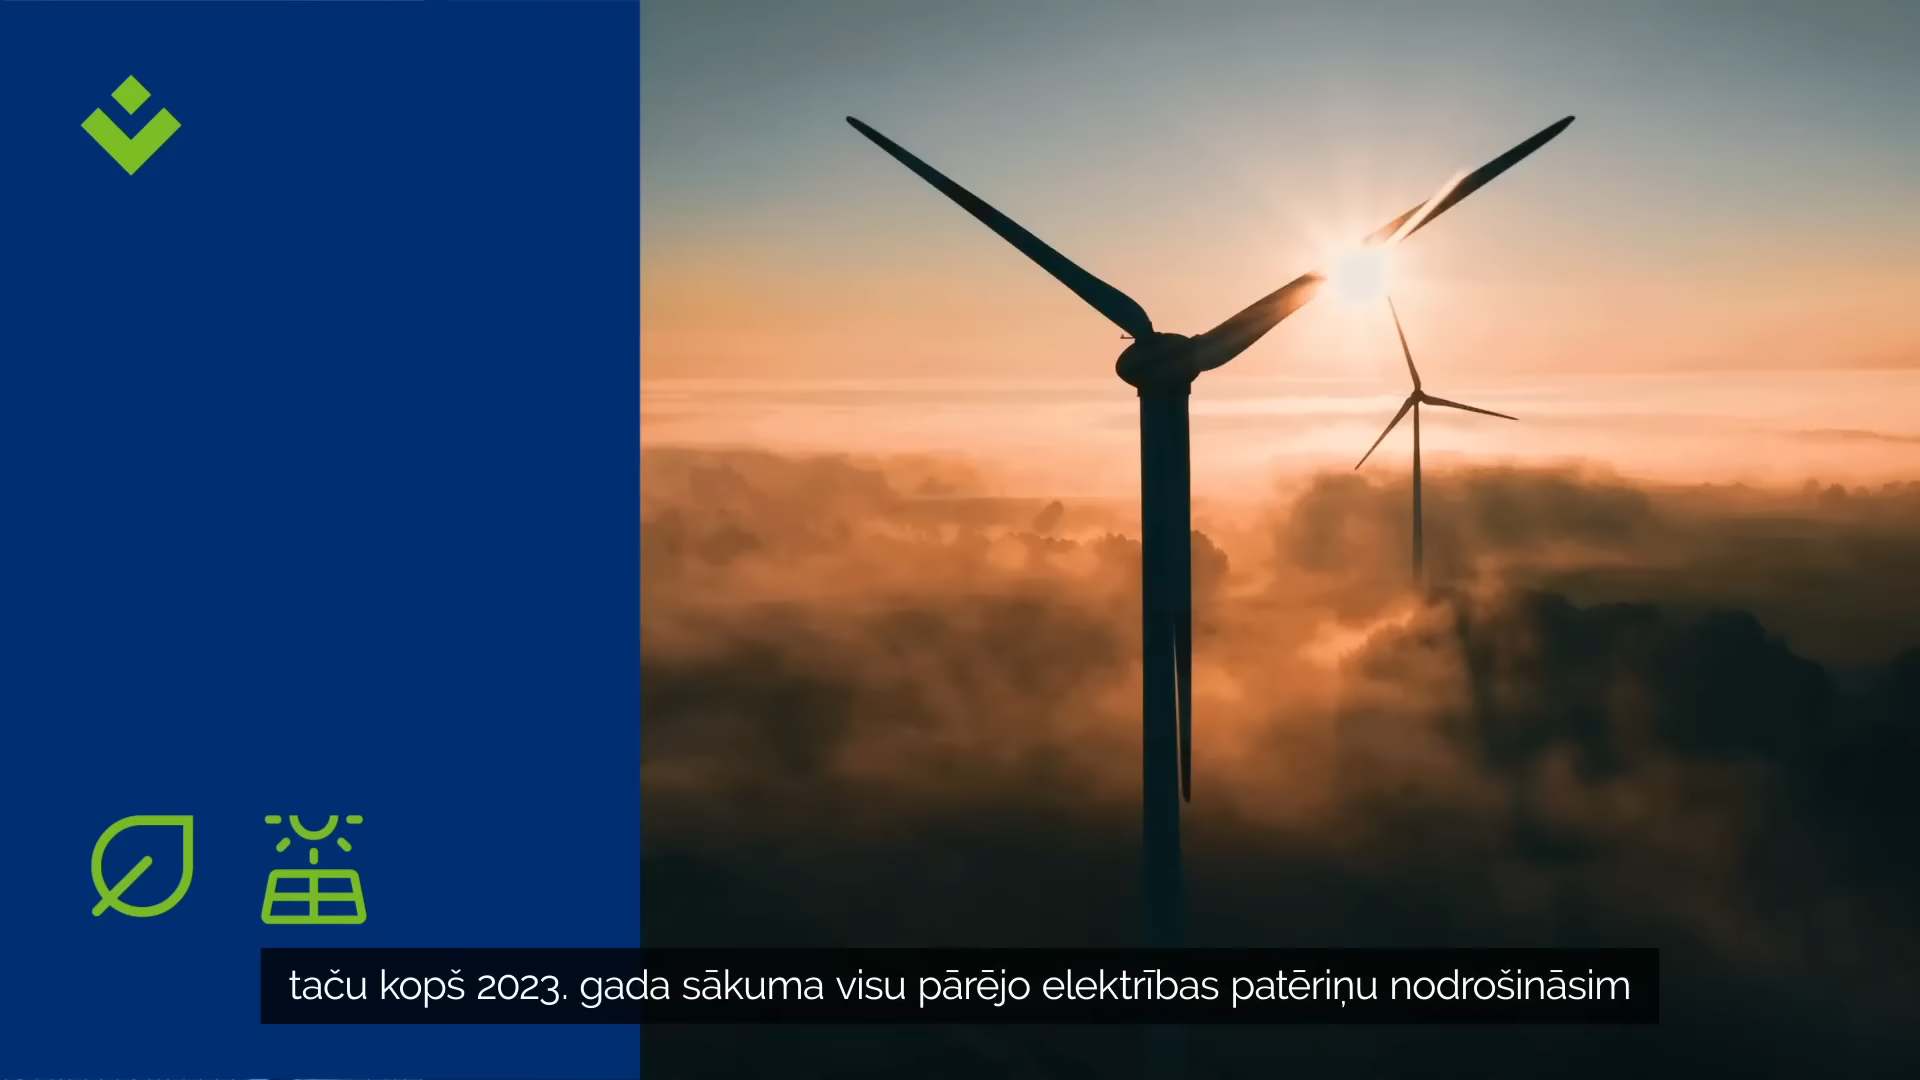 taču kopš 2023. gada sākuma visu pārējo elektrības patēriņu nodrošināsim